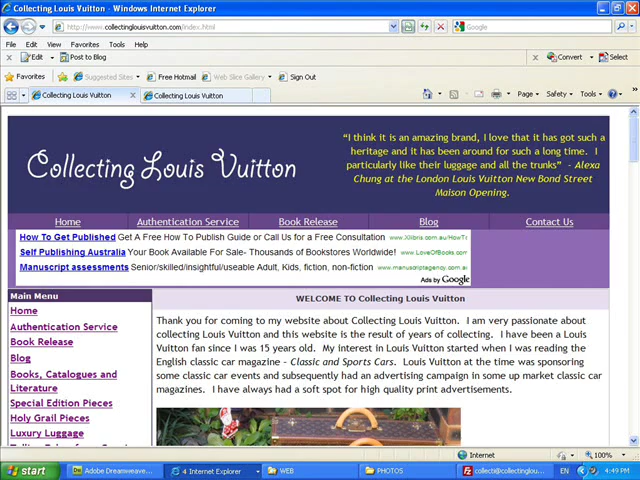 Collecting Louis Vuitton - Windows Internet Explorer
http://www.collectinglouisvuitton.com/index.html
Google
File Edit View Favorites Tools Help
Edit Post to Blog Convert Select
Favorites Suggested Sites Free Hotmail Web Slice Gallery Sign Out
Collecting Louis Vuitton Collecting Louis Vuitton Page Safety Tools
Collecting Louis Vuitton
“I think it is an amazing brand, I love that it has got such a
heritage and it has been around for such a long time. I
particularly like their luggage and all the trunks” - Alexa
Chung at the London Louis Vuitton New Bond Street
Maison Opening.
Home Authentication Service Book Release Blog Contact Us
How To Get Published Get A Free How To Publish Guide or Call Us for a Free Consultation www.Xlibris.com.au/HowTo
Self Publishing Australia Your Book Available For Sale- Thousands of Bookstores Worldwide! www.LoveOfBooks.com
Manuscript assessments Senior/skilled/insightful/useable Adult, Kids, fiction, non-fiction www.manuscriptagency.com.au
Ads by Google
Main Menu
Home
Authentication Service
Book Release
Blog
Books, Catalogues and
Literature
Special Edition Pieces
Holy Grail Pieces
Luxury Luggage
WELCOME TO Collecting Louis Vuitton
Thank you for coming to my website about Collecting Louis Vuitton. I am very passionate about
collecting Louis Vuitton and this website is the result of years of collecting. I have been a Louis
Vuitton fan since I was 15 years old. My interest in Louis Vuitton started when I was reading the
English classic car magazine – Classic and Sports Cars. Louis Vuitton at the time was sponsoring
some classic car events and subsequently had an advertising campaign in some up market classic car
magazines. I have always had a soft spot for high quality print advertisements.
Internet 100%
start Adobe Dreamweave... 4 Internet Explorer WEB PHOTOS collecti@collectinglou... EN 4:49 PM